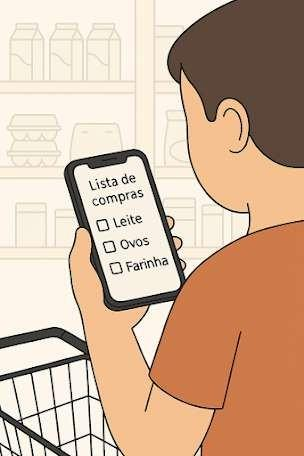 Lista de
compras
Leite
Ovos
Farinha